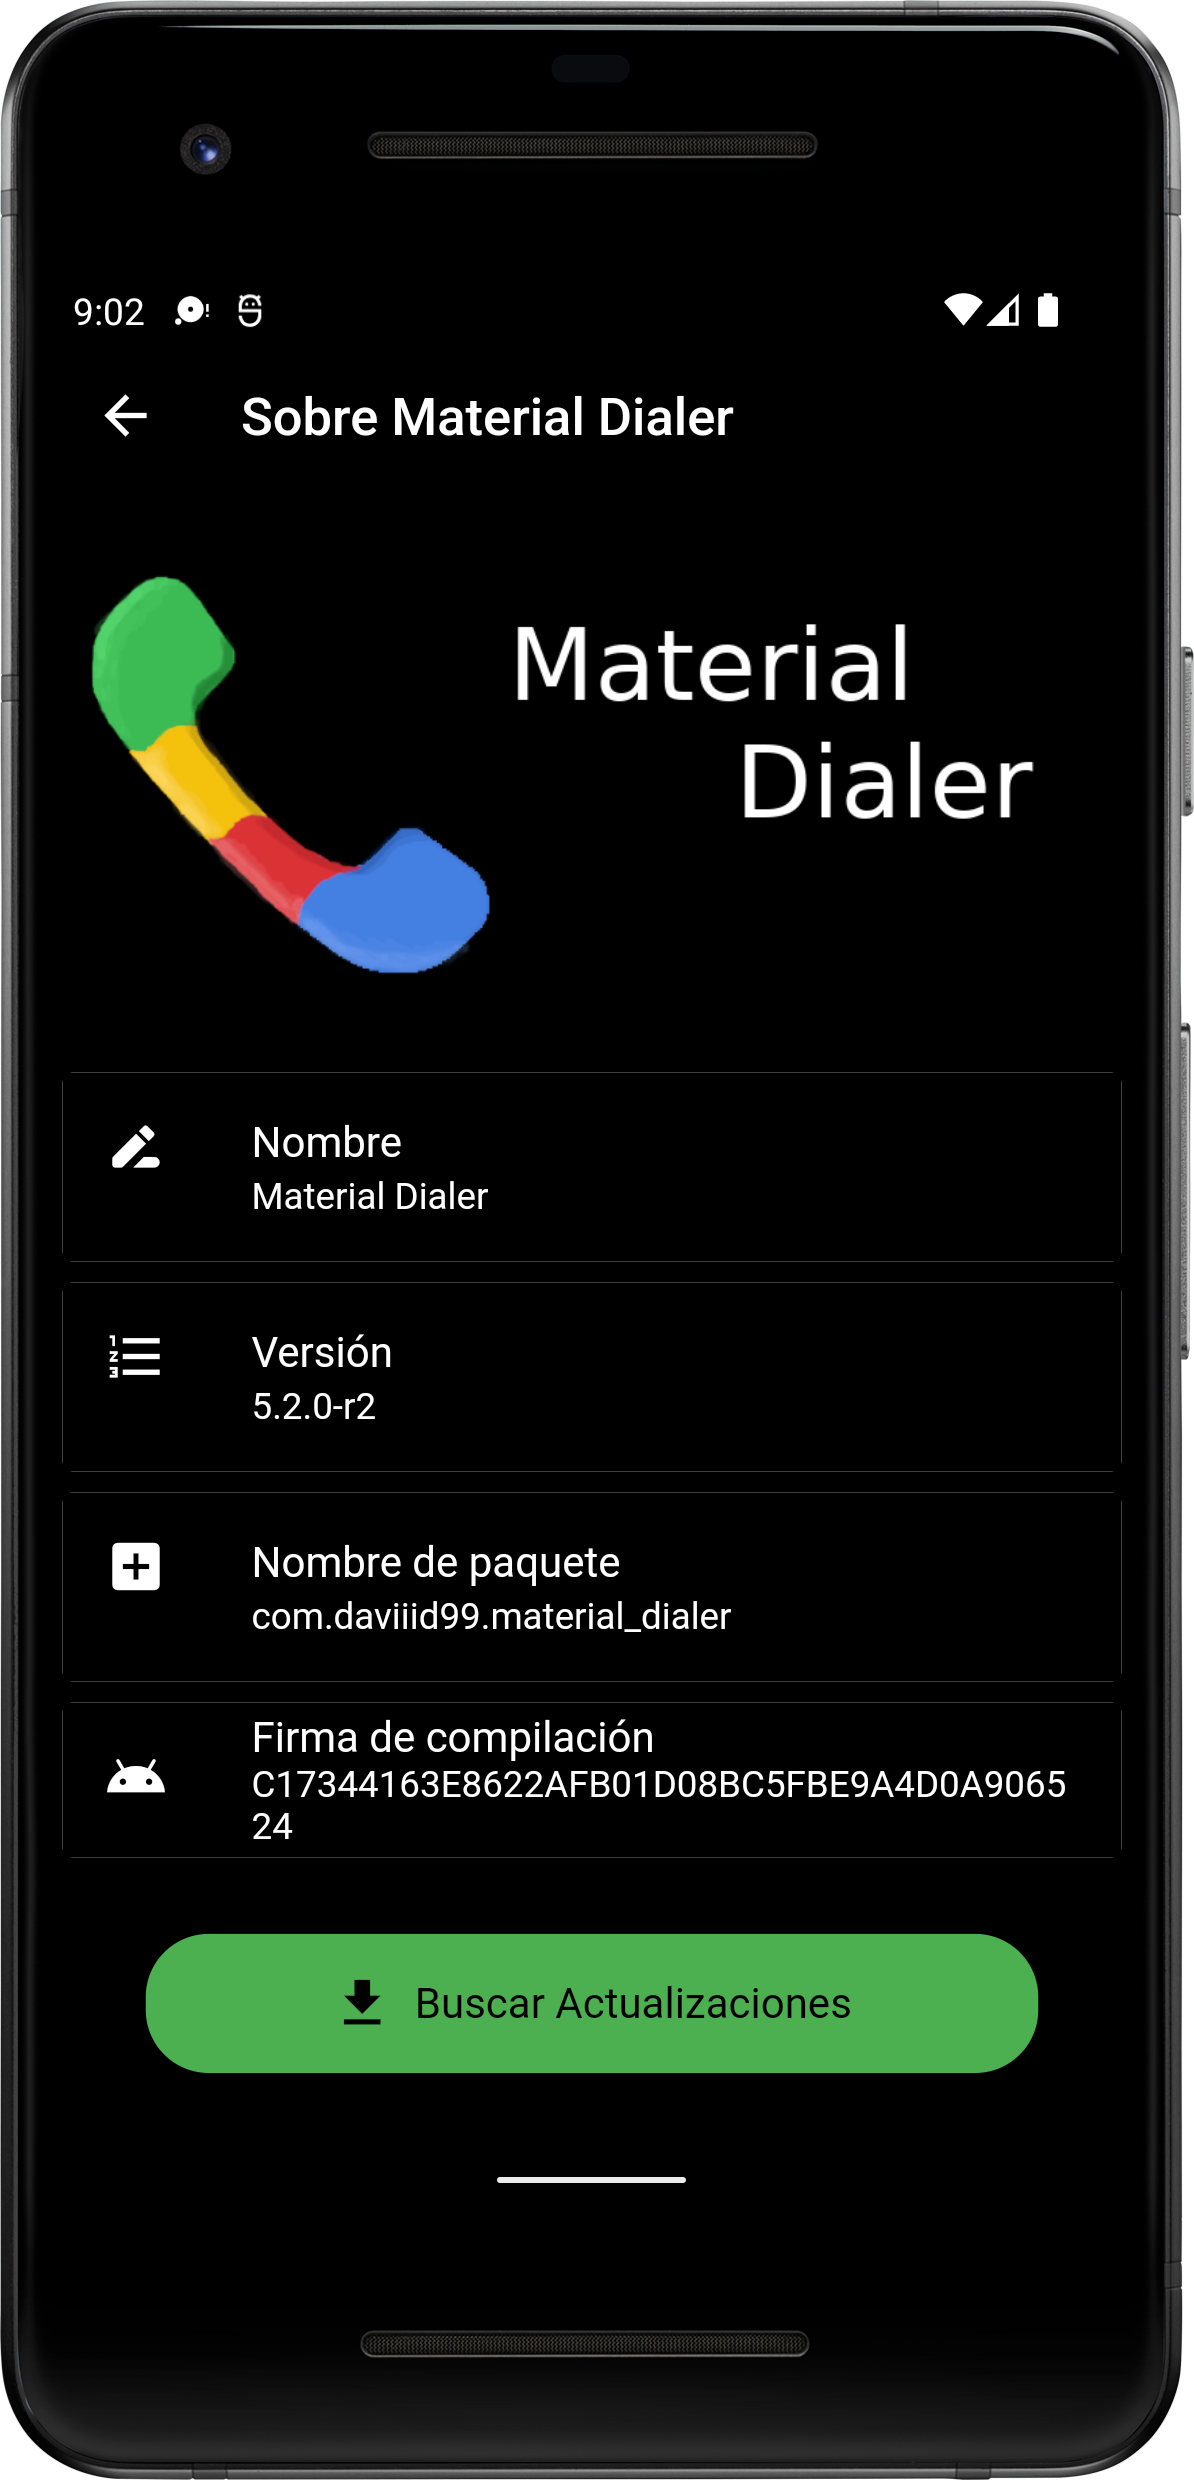 9:02
Sobre Material Dialer
Material
Dialer
Nombre
Material Dialer
Versión
5.2.0-r2
Nombre de paquete
com.daviiid99.material_dialer
Firma de compilación
C17344163E8622AFB01D08BC5FBE9A4D0A9065
24
Buscar Actualizaciones